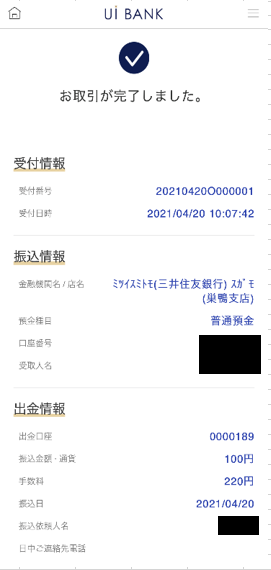 UI BANK
お取引が完了しました。
受付情報
受付番号 20210420O000001
受付日時 2021/04/20 10:07:42
振込情報
金融機関名 / 店名 ﾐﾂｲｽﾐﾄﾓ(三井住友銀行) ｽｶﾞﾓ
(巣鴨支店)
預金種目 普通預金
口座番号
受取人名
出金情報
出金口座 0000189
振込金額・通貨 100円
手数料 220円
振込日 2021/04/20
振込依頼人名
日中ご連絡先電話